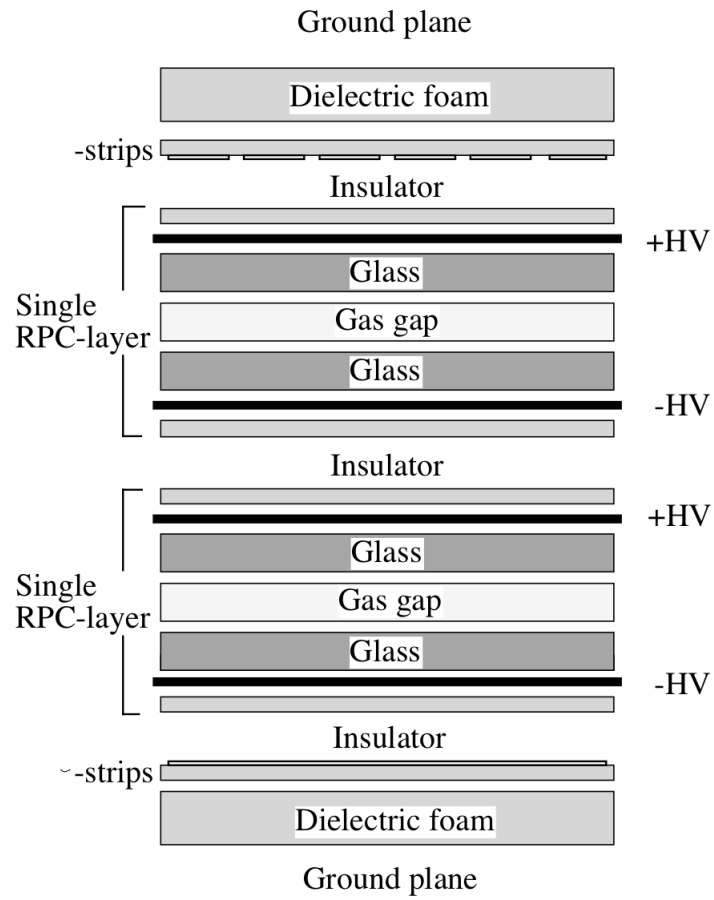 Ground plane
Dielectric foam
-strips
Insulator
+HV
Glass
Single
RPC-layer
Gas gap
Glass
-HV
Insulator
+HV
Glass
Single
RPC-layer
Gas gap
Glass
-HV
Insulator
-strips
Dielectric foam
Ground plane